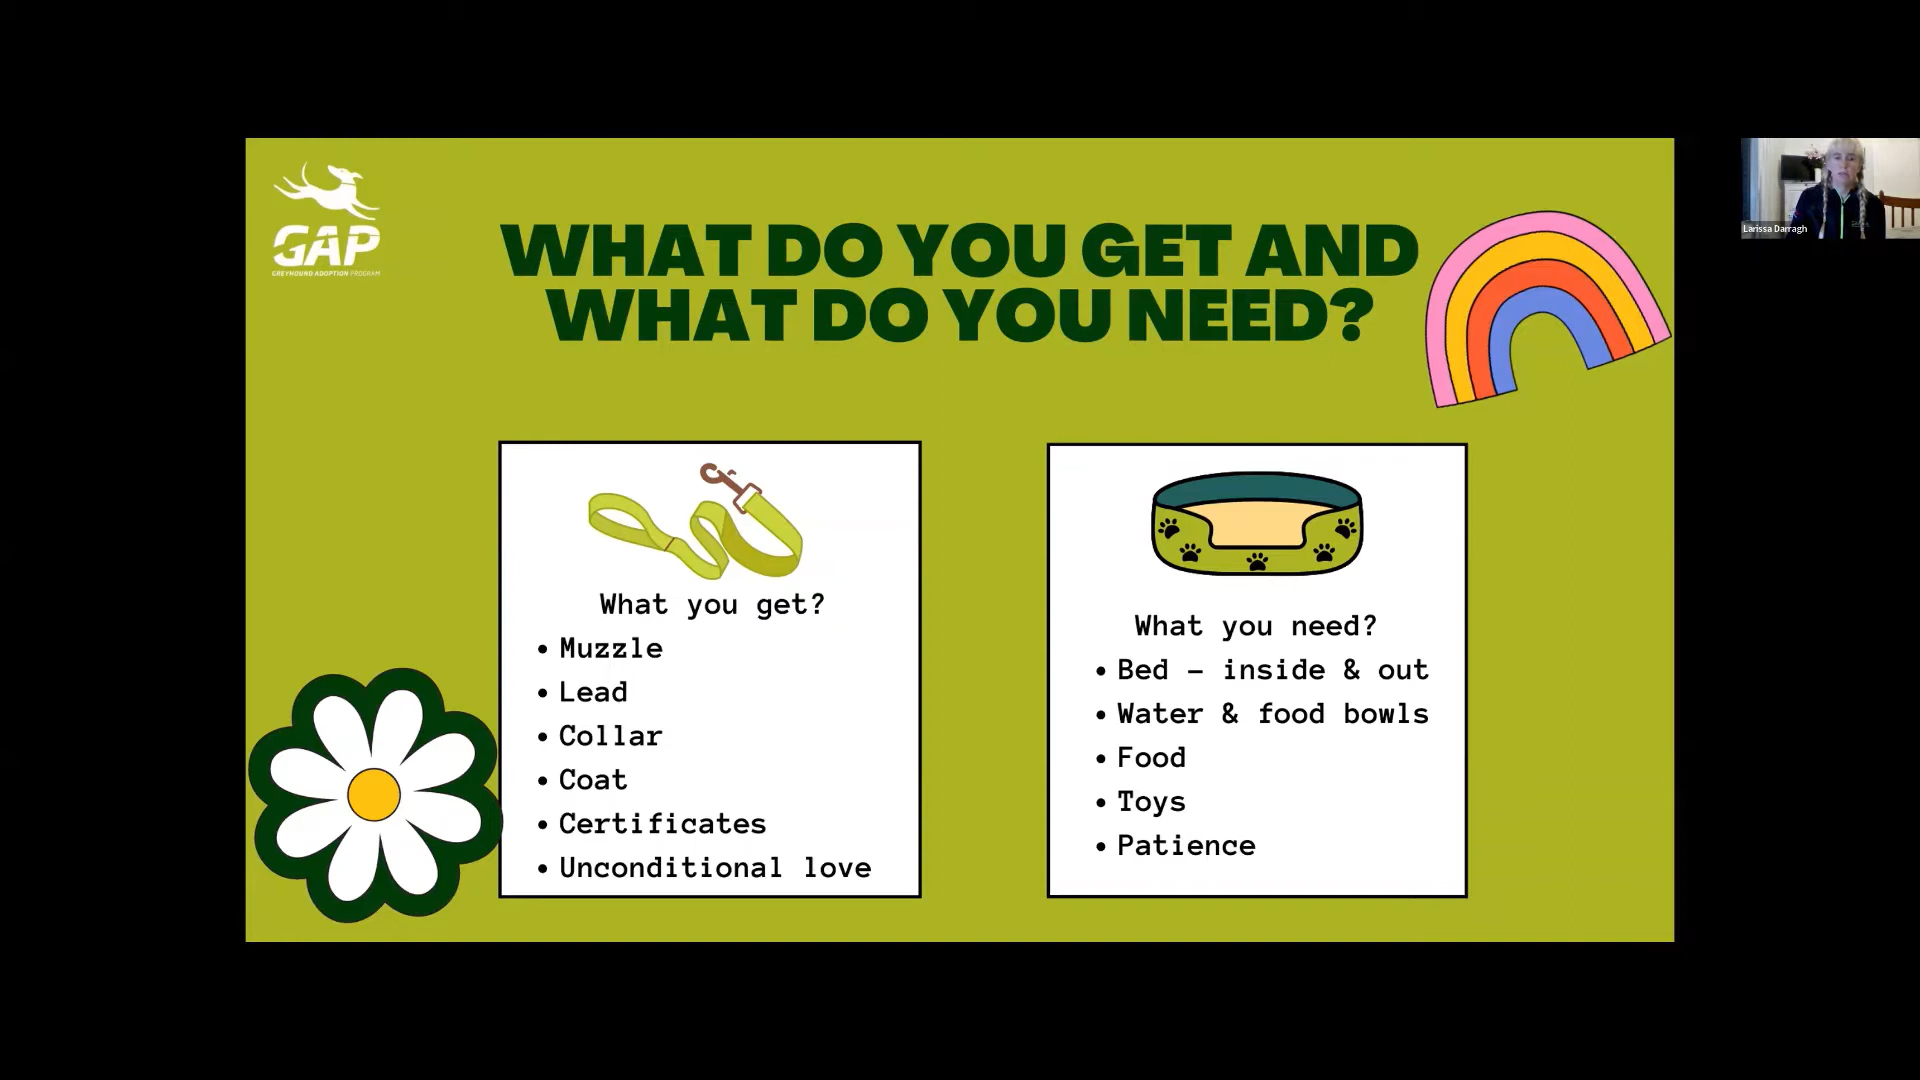 GAP
GREYHOUND ADOPTION PROGRAM
WHAT DO YOU GET AND
WHAT DO YOU NEED?
What you get?
• Muzzle
• Lead
• Collar
• Coat
• Certificates
• Unconditional love
What you need?
• Bed - inside & out
• Water & food bowls
• Food
• Toys
• Patience
Larissa Darragh